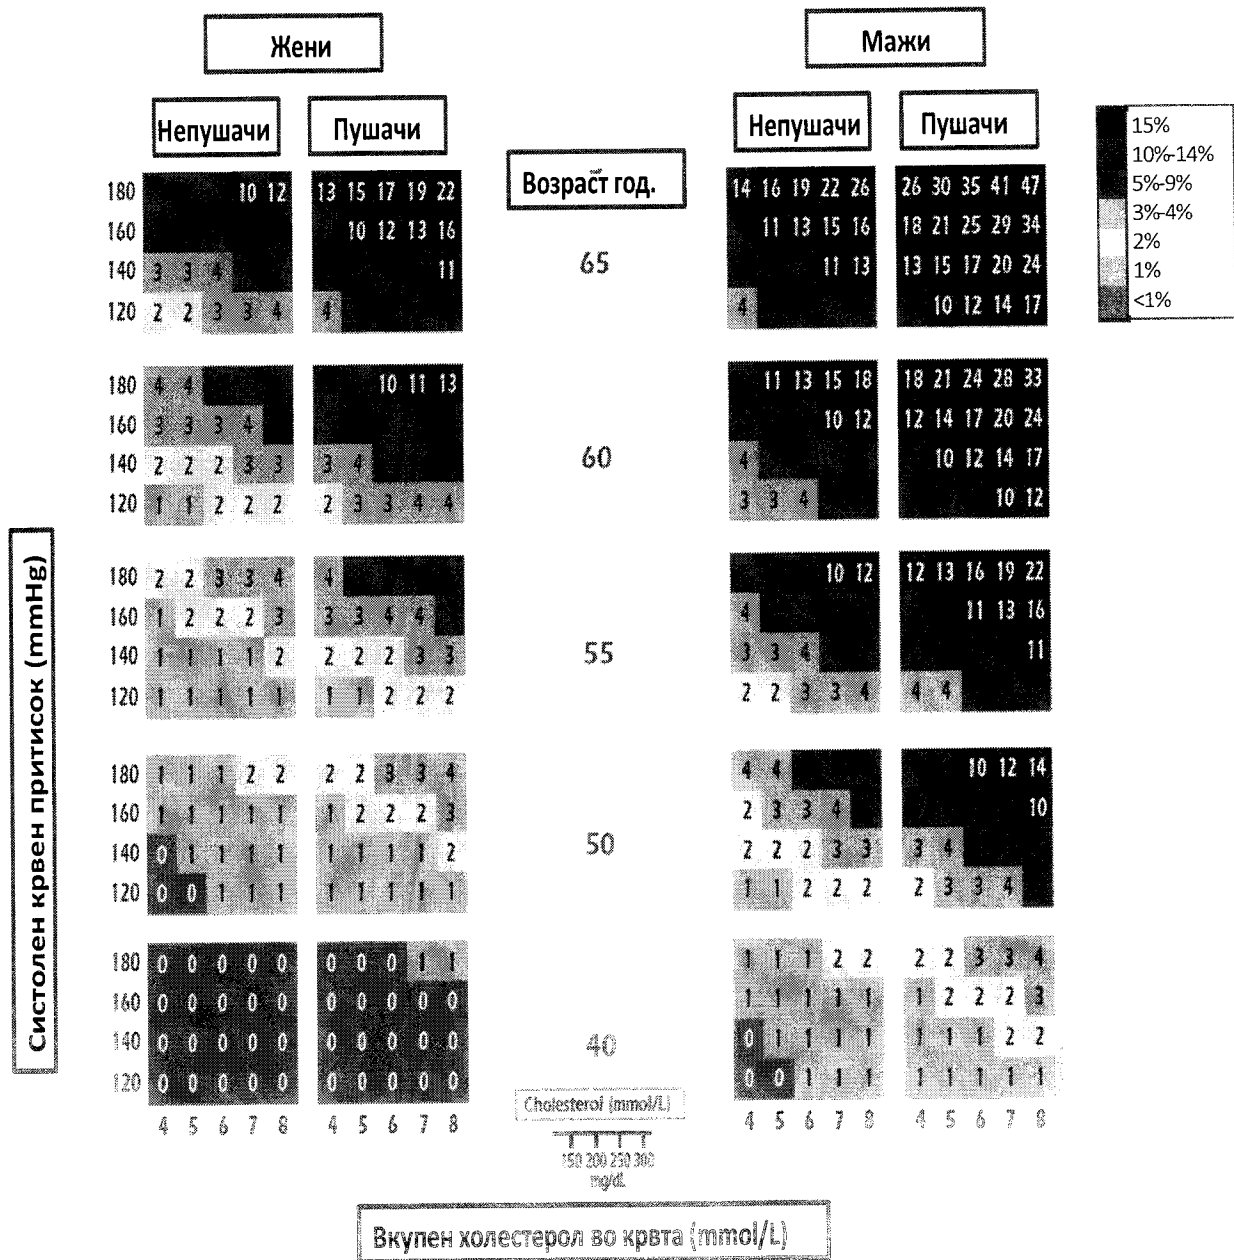 Жени
Мажи
Непушачи
Пушачи
Непушачи
Пушачи
15%
10%-14%
5%-9%
3%-4%
2%
1%
<1%
Возраст год.
180 10 12 13 15 17 19 22 14 16 19 22 26 26 30 35 41 47
160 10 12 13 16 11 13 15 16 18 21 25 29 34
65
140 3 3 4 11 11 13 13 15 17 20 24
120 2 2 3 3 4 4 4 10 12 14 17
180 4 4 10 11 13 11 13 15 18 18 21 24 28 33
160 3 3 3 4 10 12 12 14 17 20 24
60
140 2 2 2 3 3 3 4 4 10 12 14 17
120 1 1 2 2 2 2 3 3 4 4 3 3 4 10 12
180 2 2 3 3 4 4 10 12 12 13 16 19 22
160 1 2 2 2 3 3 3 4 4 4 11 13 16
55
140 1 1 1 1 2 2 2 2 3 3 3 3 4 11
120 1 1 1 1 1 1 1 2 2 2 2 2 3 3 4 4 4
180 1 1 1 2 2 2 2 3 3 4 4 4 10 12 14
160 1 1 1 1 1 1 2 2 2 3 2 3 3 4 10
50
140 0 1 1 1 1 1 1 1 1 2 2 2 2 3 3 3 4
120 0 0 1 1 1 1 1 1 1 1 1 1 2 2 2 2 3 3 4
180 0 0 0 0 0 0 0 0 1 1 1 1 1 2 2 2 2 3 3 4
160 0 0 0 0 0 0 0 0 0 0 1 1 1 1 1 1 2 2 2 3
40
140 0 0 0 0 0 0 0 0 0 0 0 1 1 1 1 1 1 1 2 2
120 0 0 0 0 0 0 0 0 0 0 0 0 1 1 1 1 1 1 1 1
4 5 6 7 8 4 5 6 7 8 4 5 6 7 8 4 5 6 7 8
Систолен крвен притисок (mmHg)
Cholesterol (mmol/L)
150 200 250 300
mg/dL
Вкупен холестерол во крвта (mmol/L)